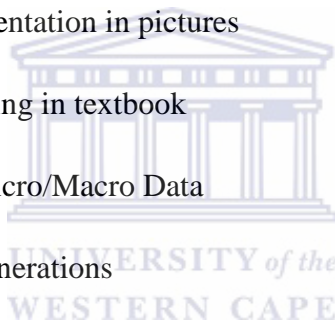 entation in pictures
ng in textbook
cro/Macro Data
nerations
UNIVERSITY of the
WESTERN CAPE